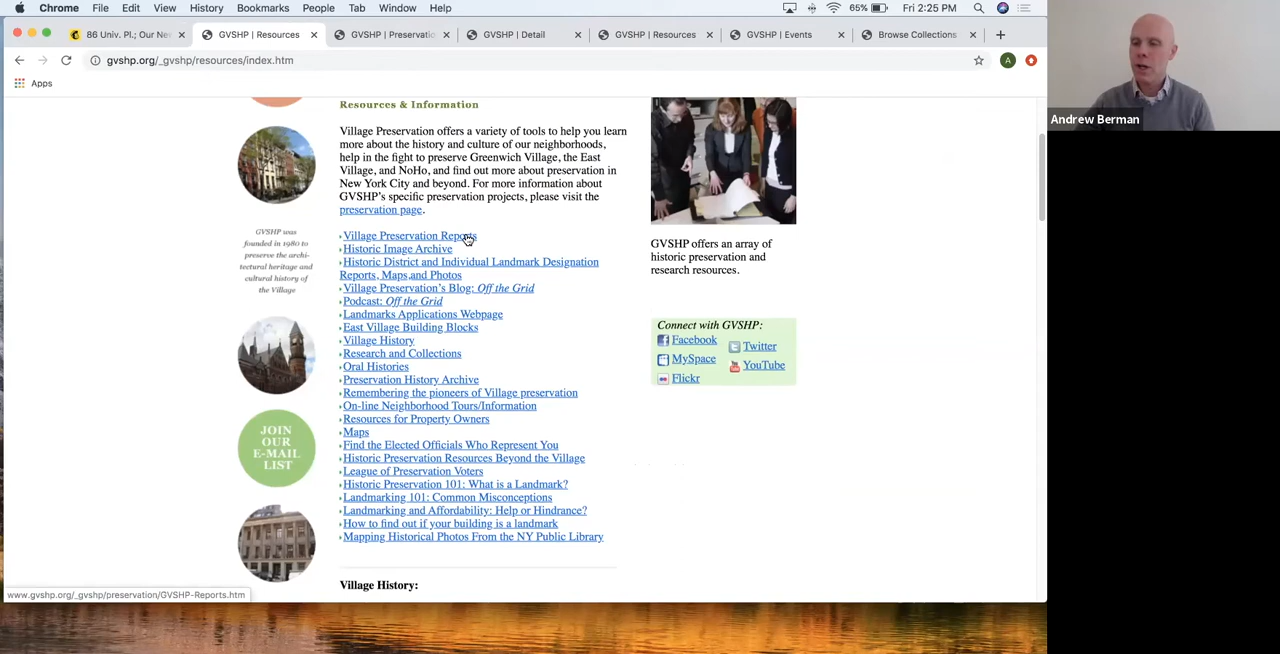 Chrome File Edit View History Bookmarks People Tab Window Help 65% Fri 2:25 PM
86 Univ. Pl.; Our Ne × GVSHP | Resources × GVSHP | Preservatio × GVSHP | Detail × GVSHP | Resources × GVSHP | Events × Browse Collections × +
gvshp.org/_gvshp/resources/index.htm A
Apps
Andrew Berman
Resources & Information
Village Preservation offers a variety of tools to help you learn
more about the history and culture of our neighborhoods,
help in the fight to preserve Greenwich Village, the East
Village, and NoHo, and find out more about preservation in
New York City and beyond. For more information about
GVSHP's specific preservation projects, please visit the
preservation page.
Village Preservation Reports
Historic Image Archive
Historic District and Individual Landmark Designation
Reports, Maps,and Photos
Village Preservation's Blog: Off the Grid
Podcast: Off the Grid
Landmarks Applications Webpage
East Village Building Blocks
Village History
Research and Collections
Oral Histories
Preservation History Archive
Remembering the pioneers of Village preservation
On-line Neighborhood Tours/Information
Resources for Property Owners
Maps
Find the Elected Officials Who Represent You
Historic Preservation Resources Beyond the Village
League of Preservation Voters
Historic Preservation 101: What is a Landmark?
Landmarking 101: Common Misconceptions
Landmarking and Affordability: Help or Hindrance?
How to find out if your building is a landmark
Mapping Historical Photos From the NY Public Library
Village History:
GVSHP was
founded in 1980 to
preserve the archi-
tectural heritage and
cultural history of
the Village
JOIN
OUR
E-MAIL
LIST
GVSHP offers an array of
historic preservation and
research resources.
Connect with GVSHP:
Facebook Twitter
MySpace YouTube
Flickr
www.gvshp.org/_gvshp/preservation/GVSHP-Reports.htm